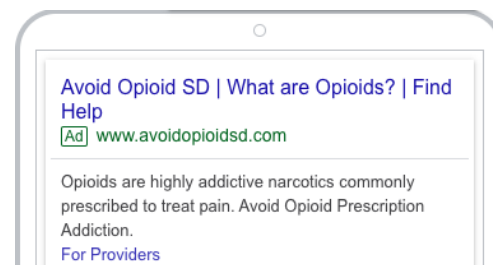 Avoid Opioid SD | What are Opioids? | Find
Help
Ad www.avoidopioidsd.com
Opioids are highly addictive narcotics commonly
prescribed to treat pain. Avoid Opioid Prescription
Addiction.
For Providers